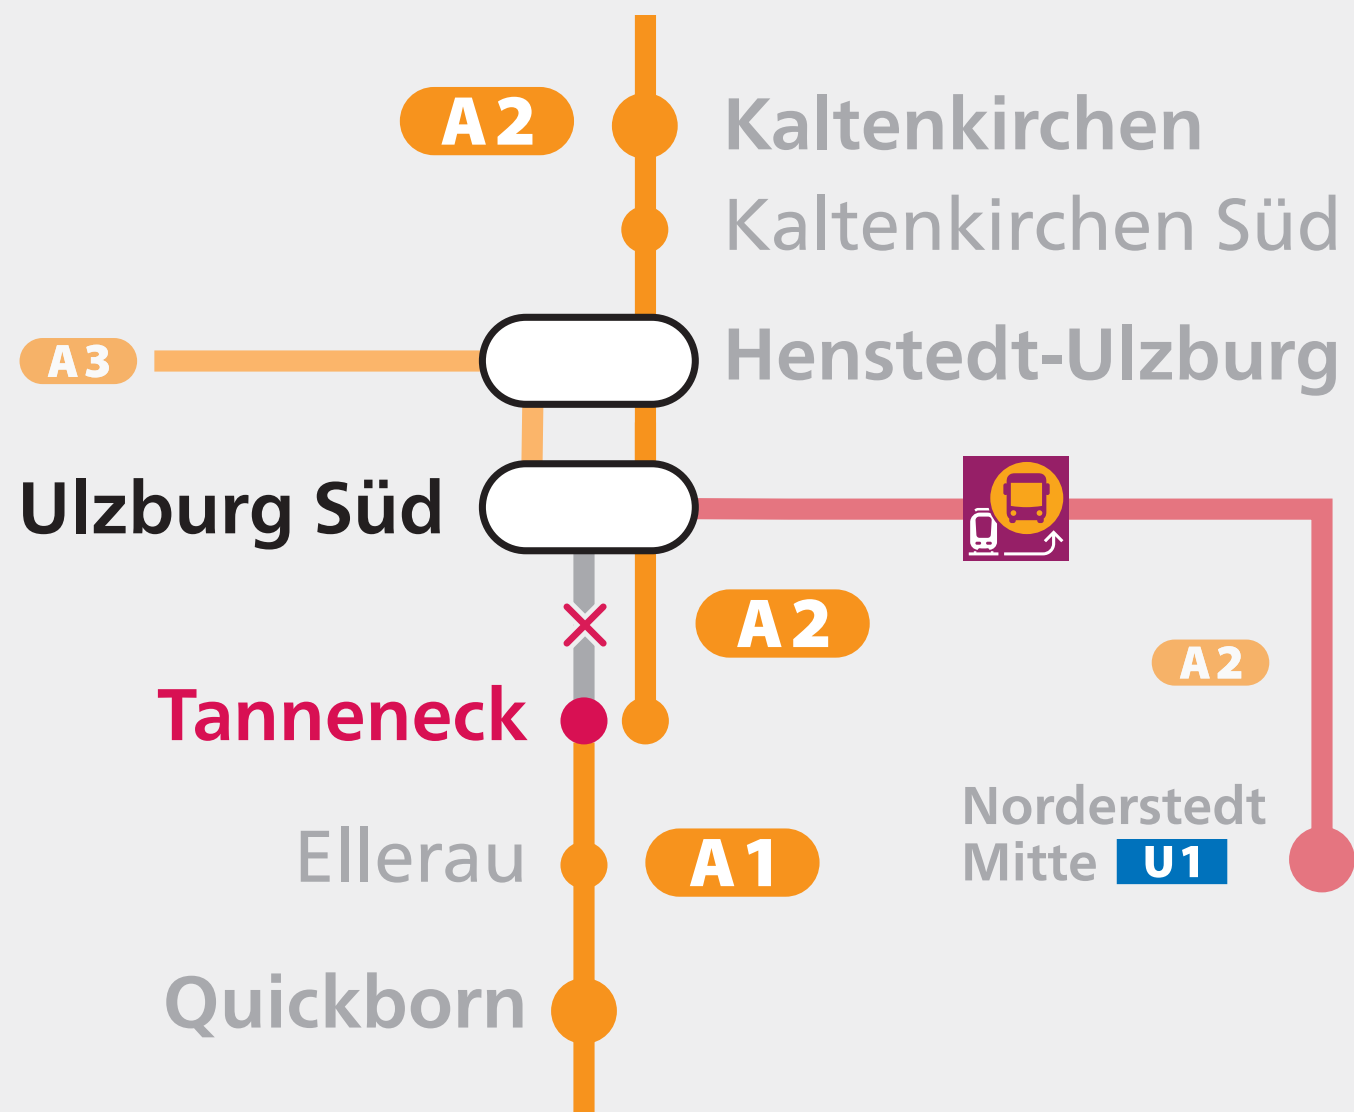 A2
Kaltenkirchen
Kaltenkirchen Süd
A3
Henstedt-Ulzburg
Ulzburg Süd
A2
A2
Tanneneck
Norderstedt
Mitte U1
Ellerau
A1
Quickborn